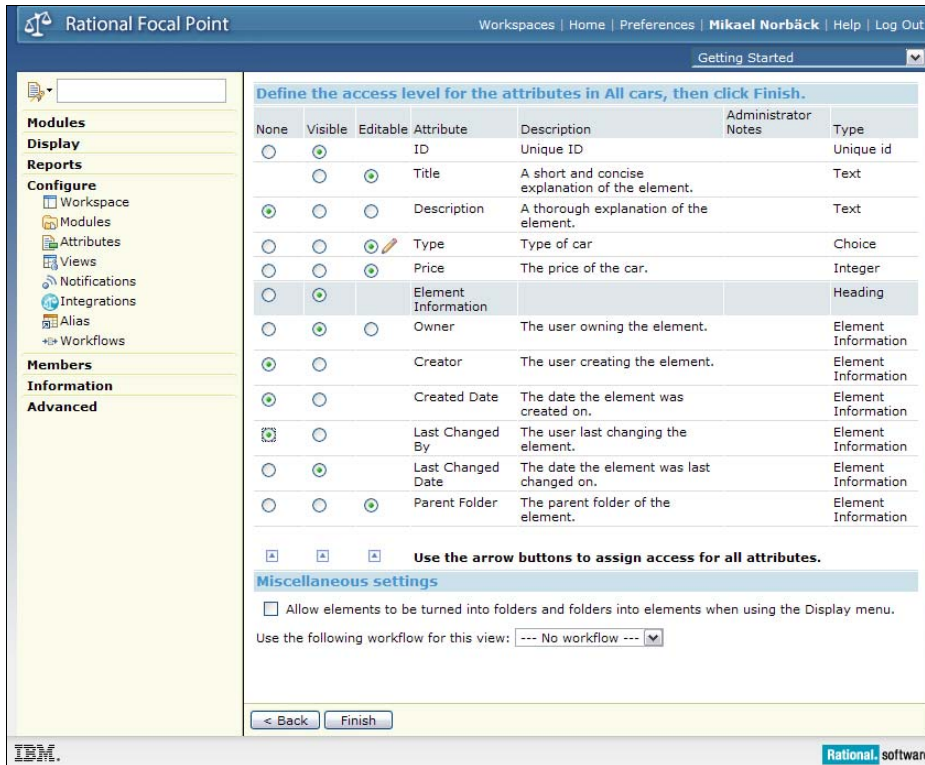 Rational Focal Point
Workspaces | Home | Preferences | Mikael Norbäck | Help | Log Out
Getting Started
Modules
Display
Reports
Configure
Workspace
Modules
Attributes
Views
Notifications
Integrations
Alias
Workflows
Members
Information
Advanced
Define the access level for the attributes in All cars, then click Finish.
None Visible Editable Attribute Description Administrator Notes Type
ID Unique ID Unique id
Title A short and concise explanation of the element. Text
Description A thorough explanation of the element. Text
Type Type of car Choice
Price The price of the car. Integer
Element Information Heading
Owner The user owning the element. Element Information
Creator The user creating the element. Element Information
Created Date The date the element was created on. Element Information
Last Changed By The user last changing the element. Element Information
Last Changed Date The date the element was last changed on. Element Information
Parent Folder The parent folder of the element. Element Information
Use the arrow buttons to assign access for all attributes.
Miscellaneous settings
Allow elements to be turned into folders and folders into elements when using the Display menu.
Use the following workflow for this view: --- No workflow ---
< Back Finish
IBM.
Rational. softwar